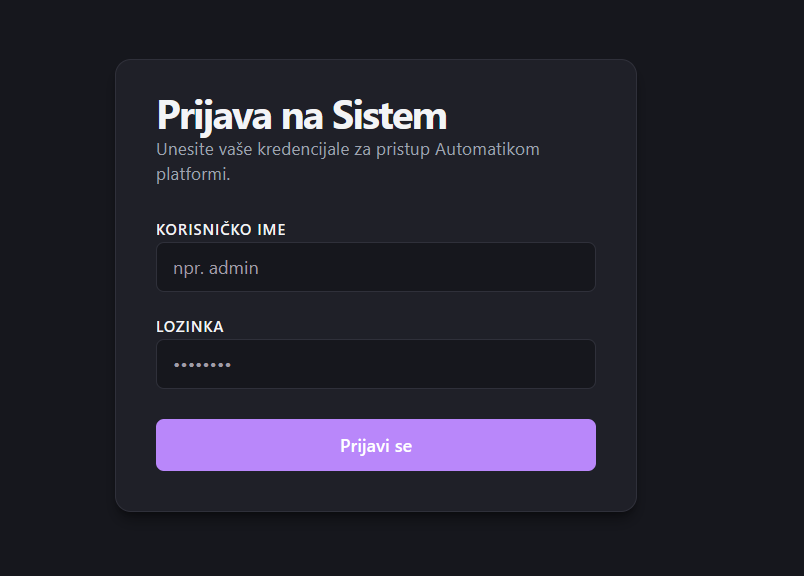 Prijava na Sistem
Unesite vaše kredencijale za pristup Automatikom
platformi.
KORISNIČKO IME
npr. admin
LOZINKA
••••••••
Prijavi se